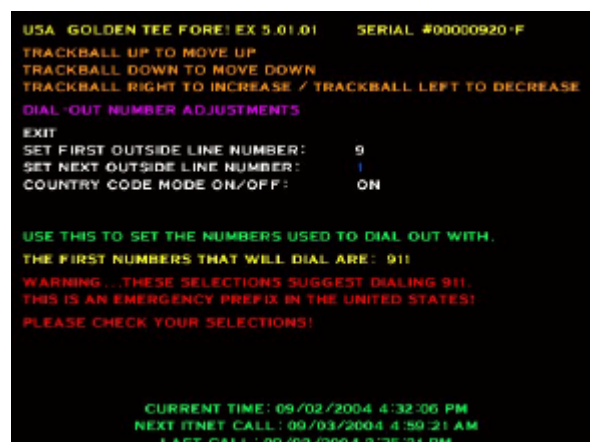 USA GOLDEN TEE FORE! EX 5.01.01 SERIAL #00000920-F
TRACKBALL UP TO MOVE UP
TRACKBALL DOWN TO MOVE DOWN
TRACKBALL RIGHT TO INCREASE / TRACKBALL LEFT TO DECREASE
DIAL-OUT NUMBER ADJUSTMENTS
EXIT
SET FIRST OUTSIDE LINE NUMBER: 9
SET NEXT OUTSIDE LINE NUMBER: 1
COUNTRY CODE MODE ON/OFF: ON
USE THIS TO SET THE NUMBERS USED TO DIAL OUT WITH.
THE FIRST NUMBERS THAT WILL DIAL ARE: 911
WARNING...THESE SELECTIONS SUGGEST DIALING 911.
THIS IS AN EMERGENCY PREFIX IN THE UNITED STATES!
PLEASE CHECK YOUR SELECTIONS!
CURRENT TIME: 09/02/2004 4:32:06 PM
NEXT ITNET CALL: 09/03/2004 4:59:21 AM
LAST CALL: